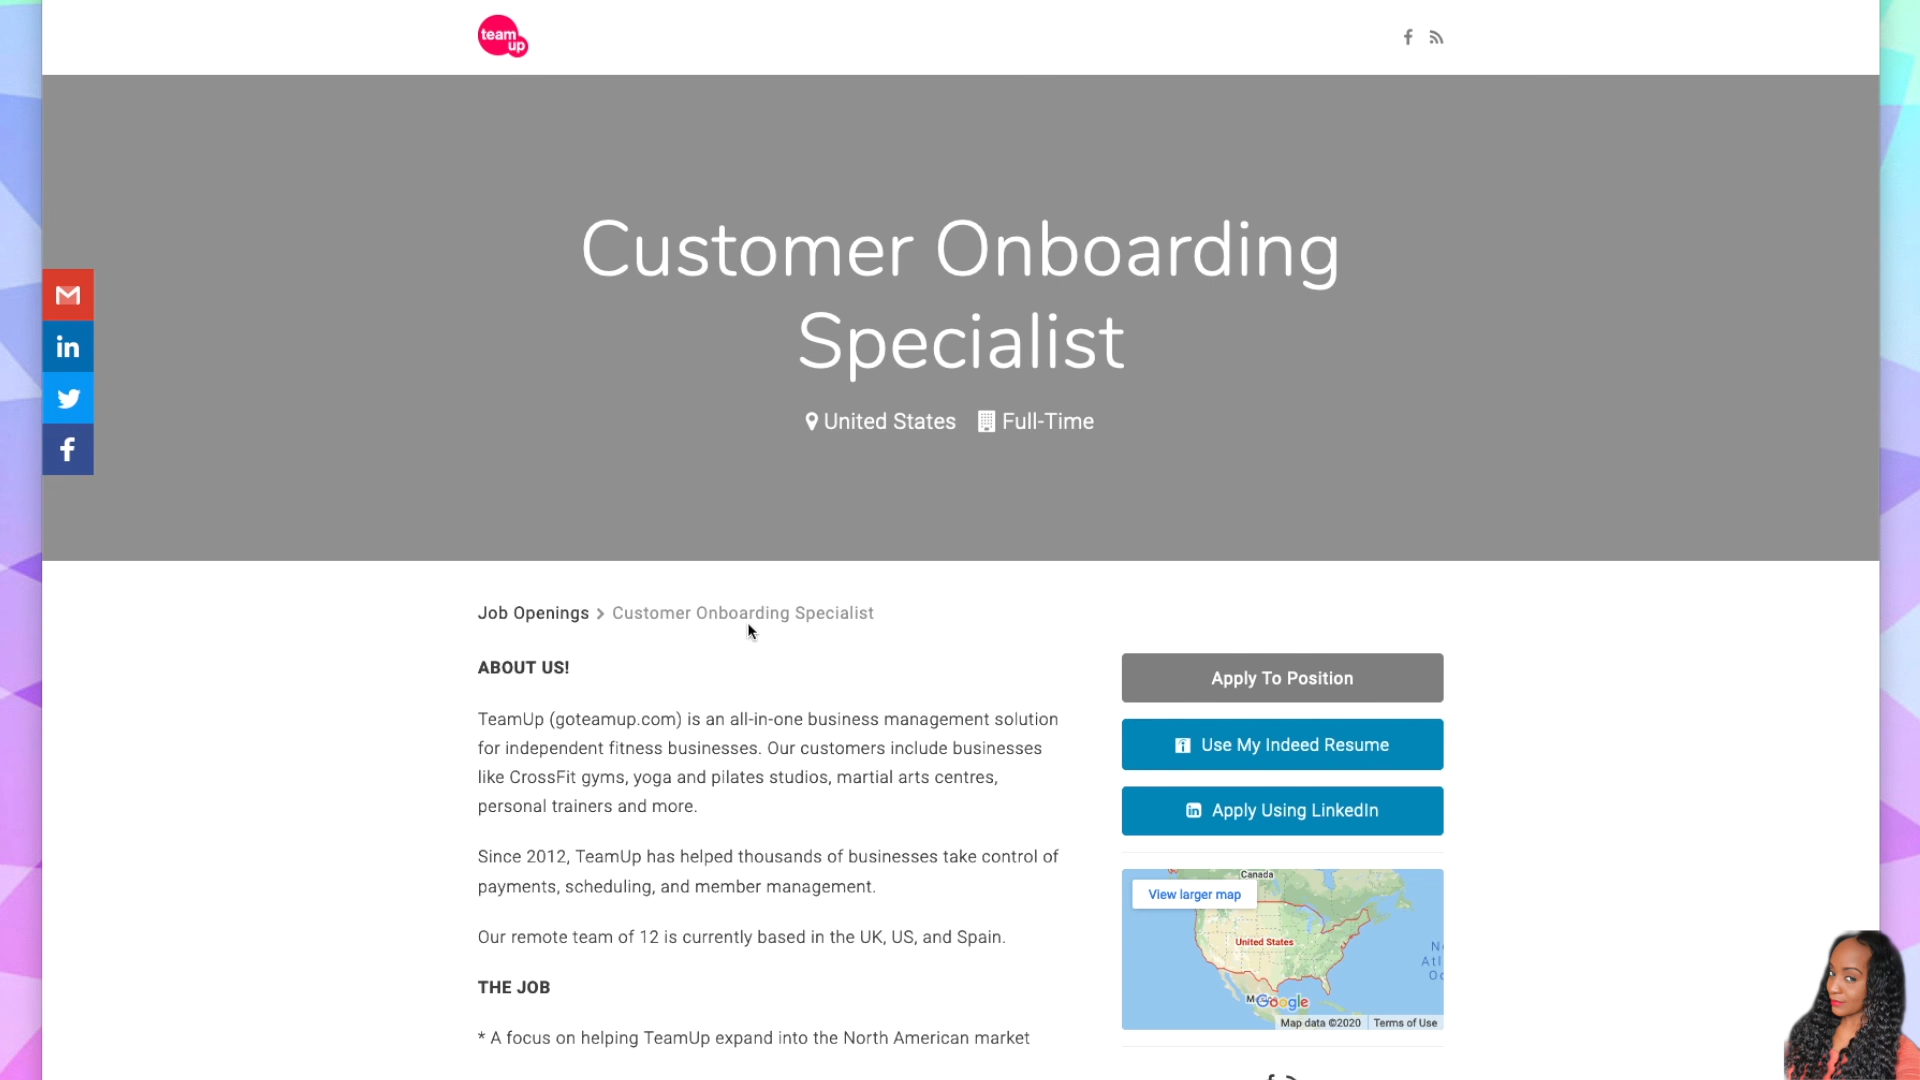 team
up
Customer Onboarding
Specialist
United States Full-Time
Job Openings > Customer Onboarding Specialist
ABOUT US!
TeamUp (goteamup.com) is an all-in-one business management solution
for independent fitness businesses. Our customers include businesses
like CrossFit gyms, yoga and pilates studios, martial arts centres,
personal trainers and more.
Since 2012, TeamUp has helped thousands of businesses take control of
payments, scheduling, and member management.
Our remote team of 12 is currently based in the UK, US, and Spain.
THE JOB
* A focus on helping TeamUp expand into the North American market
Apply To Position
Use My Indeed Resume
Apply Using LinkedIn
Canada
View larger map
United States
Google
Map data ©2020 Terms of Use